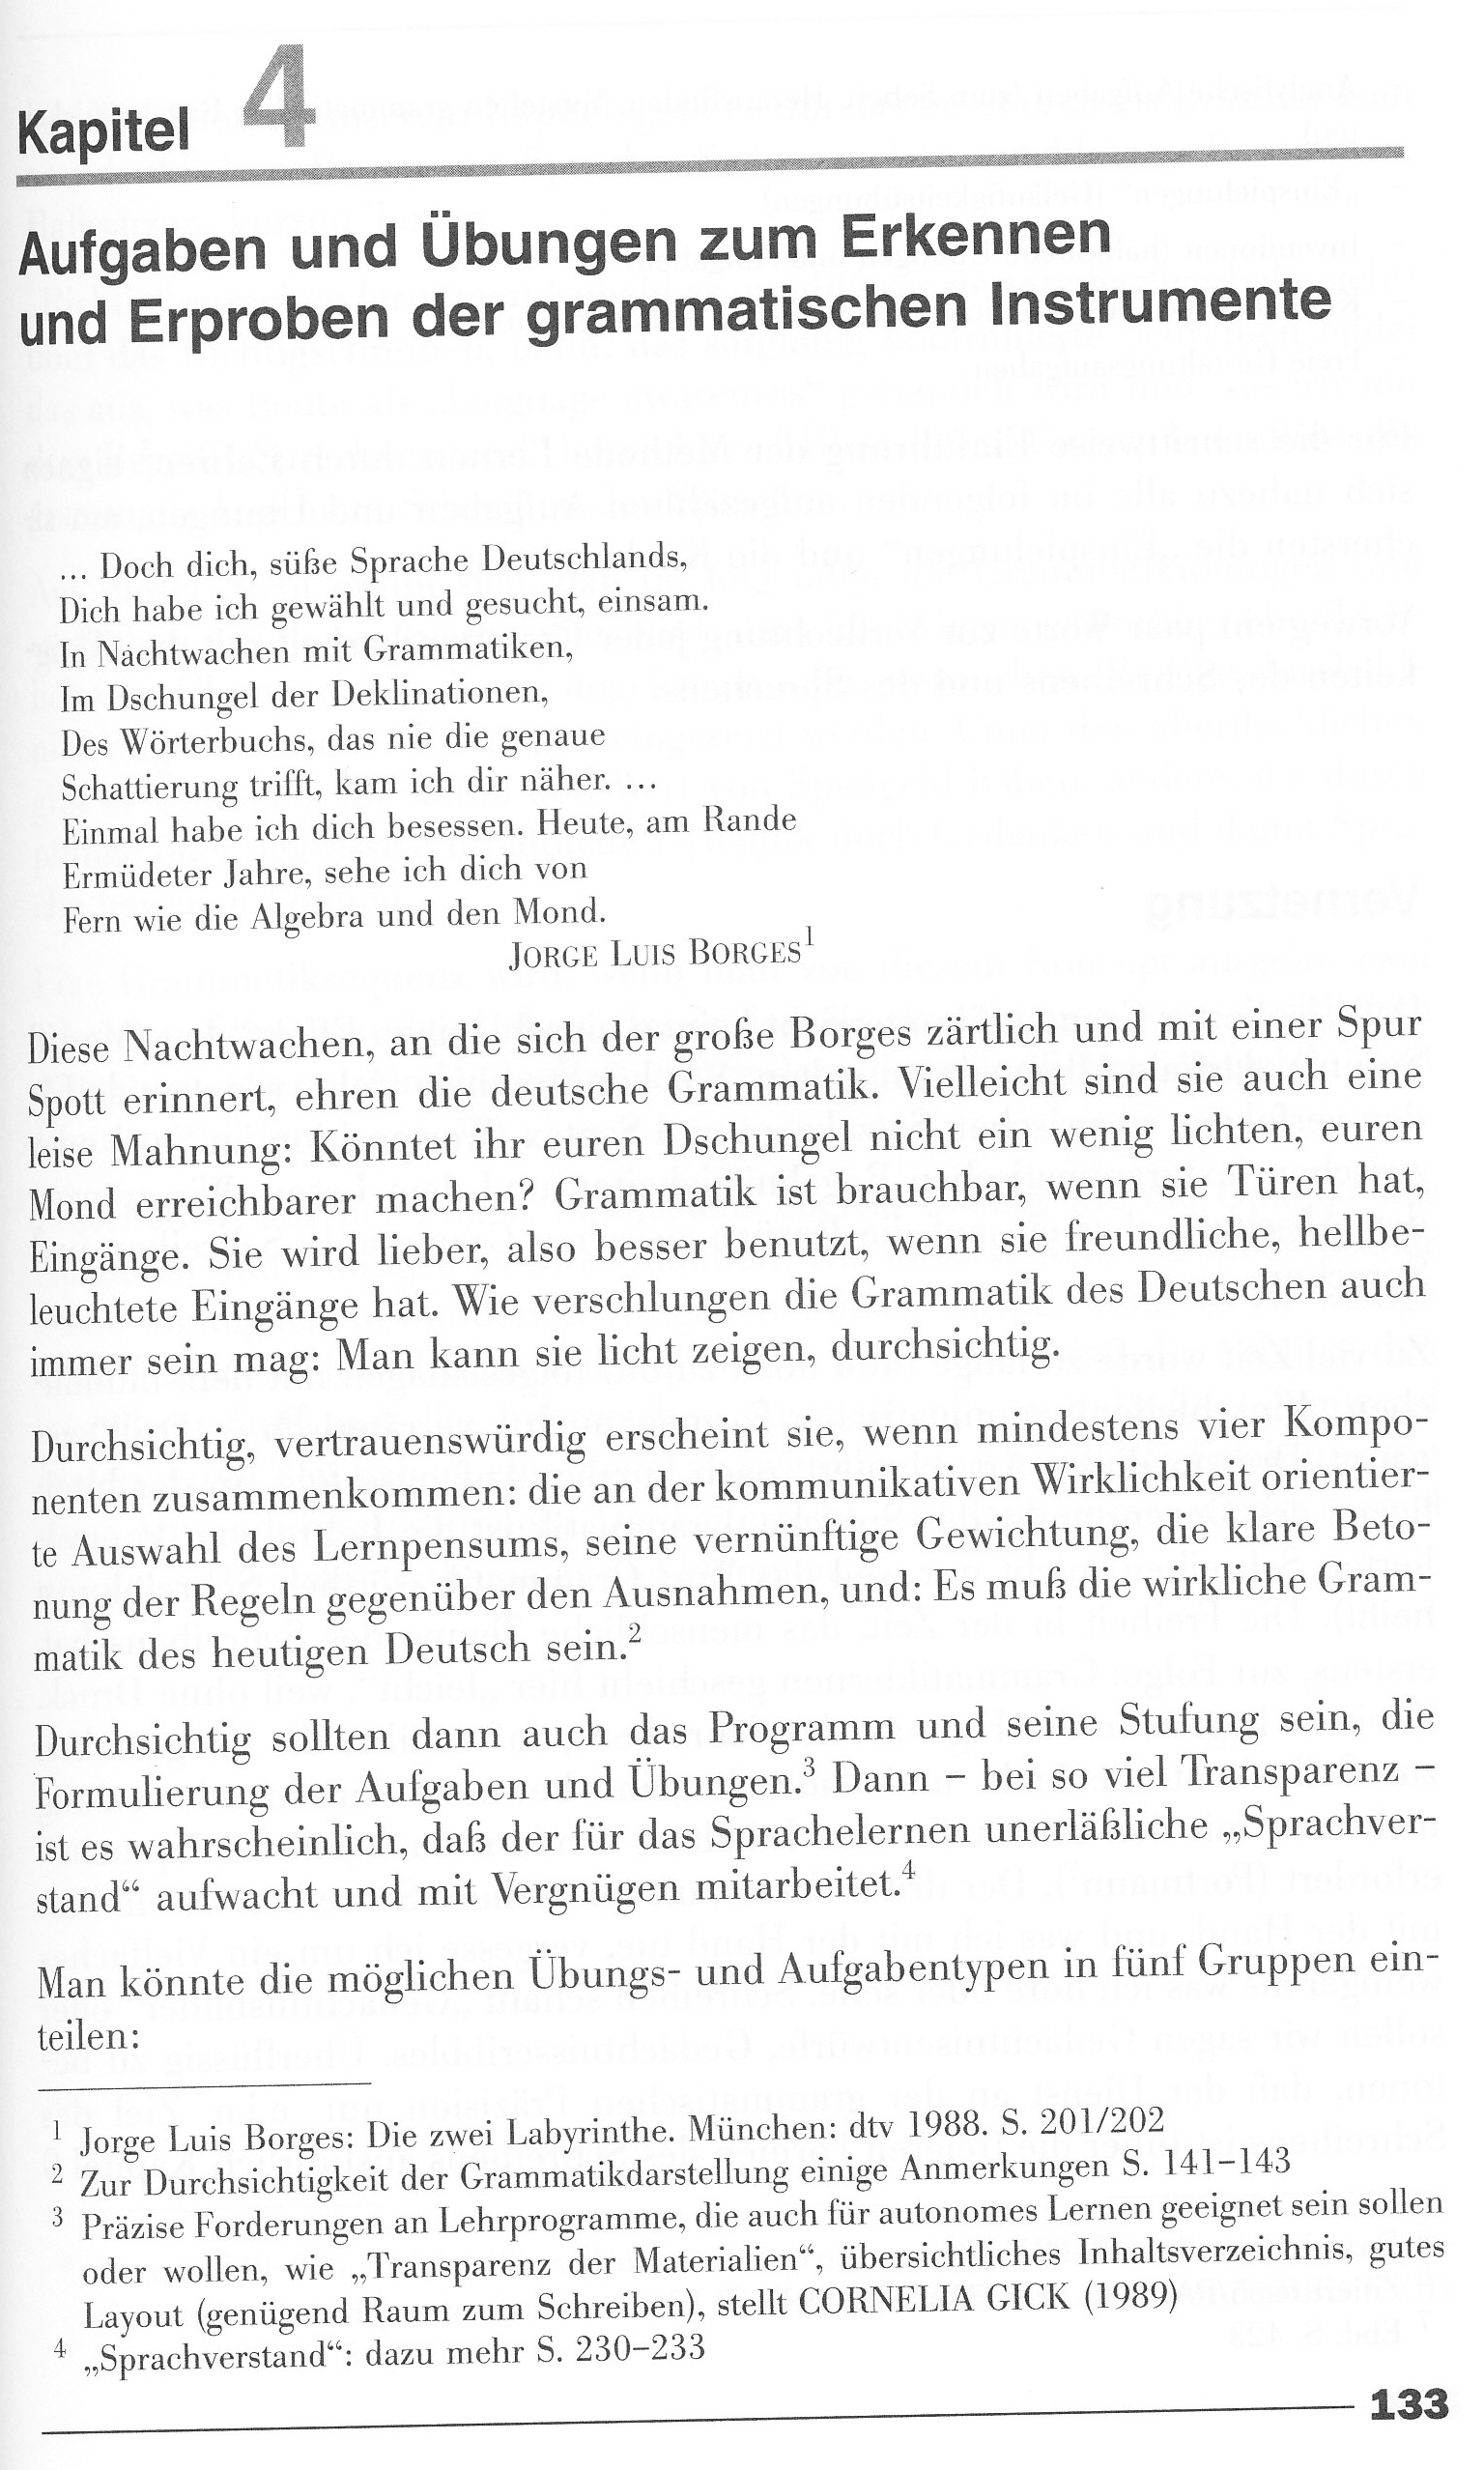 Kapitel 4
Aufgaben und Übungen zum Erkennen
und Erproben der grammatischen Instrumente
... Doch dich, süße Sprache Deutschlands,
Dich habe ich gewählt und gesucht, einsam.
In Nachtwachen mit Grammatiken,
Im Dschungel der Deklinationen,
Des Wörterbuchs, das nie die genaue
Schattierung trifft, kam ich dir näher. ...
Einmal habe ich dich besessen. Heute, am Rande
Ermüdeter Jahre, sehe ich dich von
Fern wie die Algebra und den Mond.
JORGE LUIS BORGES¹
Diese Nachtwachen, an die sich der große Borges zärtlich und mit einer Spur
Spott erinnert, ehren die deutsche Grammatik. Vielleicht sind sie auch eine
leise Mahnung: Könntet ihr euren Dschungel nicht ein wenig lichten, euren
Mond erreichbarer machen? Grammatik ist brauchbar, wenn sie Türen hat,
Eingänge. Sie wird lieber, also besser benutzt, wenn sie freundliche, hellbe-
leuchtete Eingänge hat. Wie verschlungen die Grammatik des Deutschen auch
immer sein mag: Man kann sie licht zeigen, durchsichtig.
Durchsichtig, vertrauenswürdig erscheint sie, wenn mindestens vier Kompo-
nenten zusammenkommen: die an der kommunikativen Wirklichkeit orientier-
te Auswahl des Lernpensums, seine vernünftige Gewichtung, die klare Beto-
nung der Regeln gegenüber den Ausnahmen, und: Es muß die wirkliche Gram-
matik des heutigen Deutsch sein.²
Durchsichtig sollten dann auch das Programm und seine Stufung sein, die
Formulierung der Aufgaben und Übungen.³ Dann – bei so viel Transparenz –
ist es wahrscheinlich, daß der für das Sprachelernen unerläßliche „Sprachver-
stand“ aufwacht und mit Vergnügen mitarbeitet.⁴
Man könnte die möglichen Übungs- und Aufgabentypen in fünf Gruppen ein-
teilen:
¹ Jorge Luis Borges: Die zwei Labyrinthe. München: dtv 1988. S. 201/202
² Zur Durchsichtigkeit der Grammatikdarstellung einige Anmerkungen S. 141–143
³ Präzise Forderungen an Lehrprogramme, die auch für autonomes Lernen geeignet sein sollen
oder wollen, wie „Transparenz der Materialien“, übersichtliches Inhaltsverzeichnis, gutes
Layout (genügend Raum zum Schreiben), stellt CORNELIA GICK (1989)
⁴ „Sprachverstand“: dazu mehr S. 230–233
133